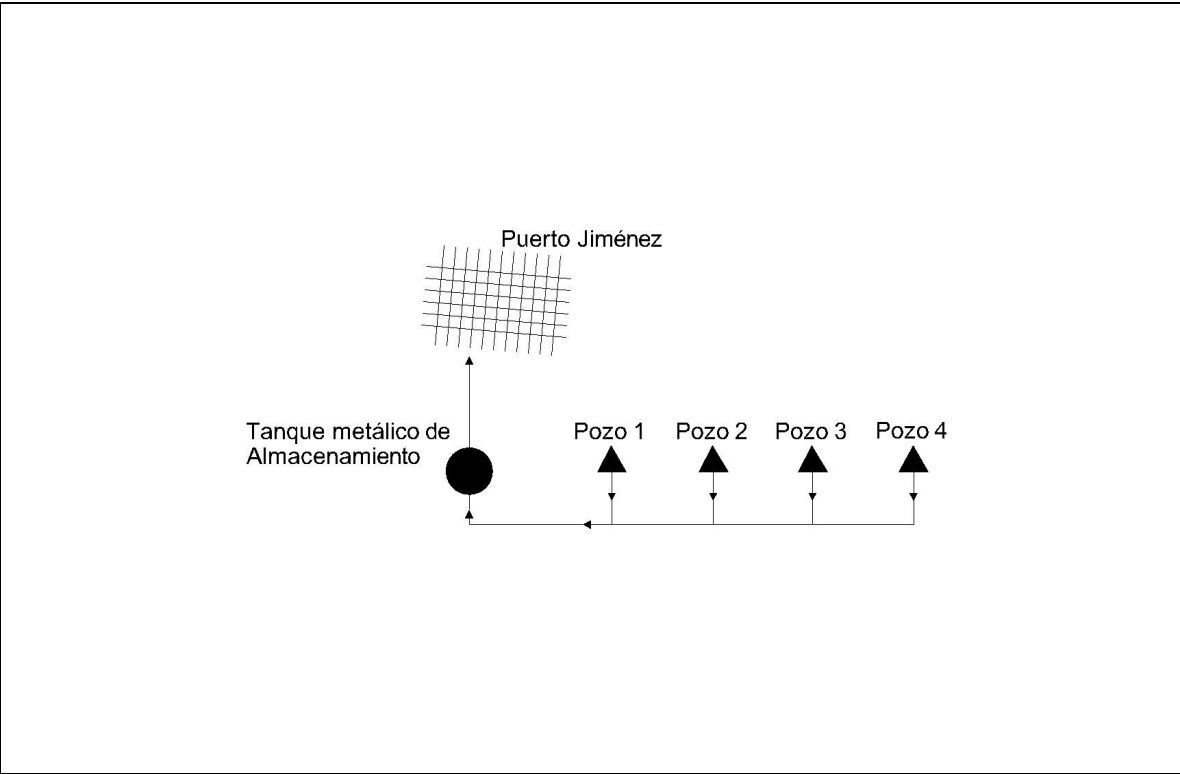 Puerto Jiménez
Tanque metálico de
Almacenamiento
Pozo 1
Pozo 2
Pozo 3
Pozo 4